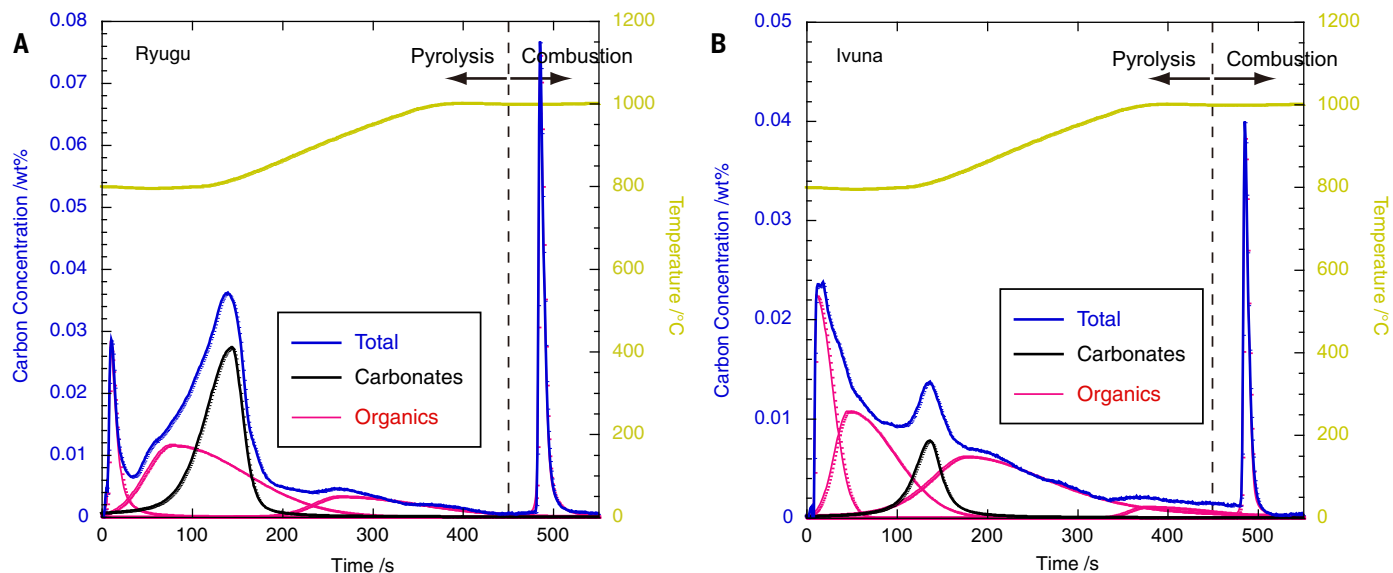 A
Ryugu
Pyrolysis
Combustion
Carbon Concentration /wt%
0.08
0.07
0.06
0.05
0.04
0.03
0.02
0.01
0
1200
1000
800
600
400
200
0
Temperature /°C
Total
Carbonates
Organics
0 100 200 300 400 500
Time /s
B
Ivuna
Pyrolysis
Combustion
Carbon Concentration /wt%
0.05
0.04
0.03
0.02
0.01
0
1200
1000
800
600
400
200
0
Temperature /°C
Total
Carbonates
Organics
0 100 200 300 400 500
Time /s